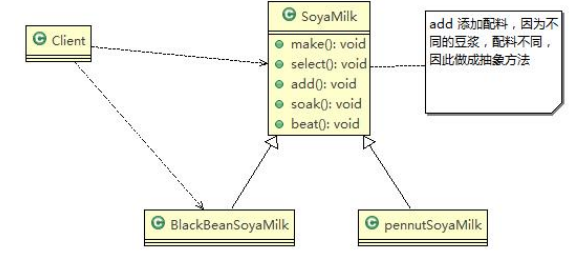 SoyaMilk
Client
make(): void
select(): void
add(): void
soak(): void
beat(): void
add 添加配料，因为不
同的豆浆，配料不同，
因此做成抽象方法
BlackBeanSoyaMilk
pennutSoyaMilk